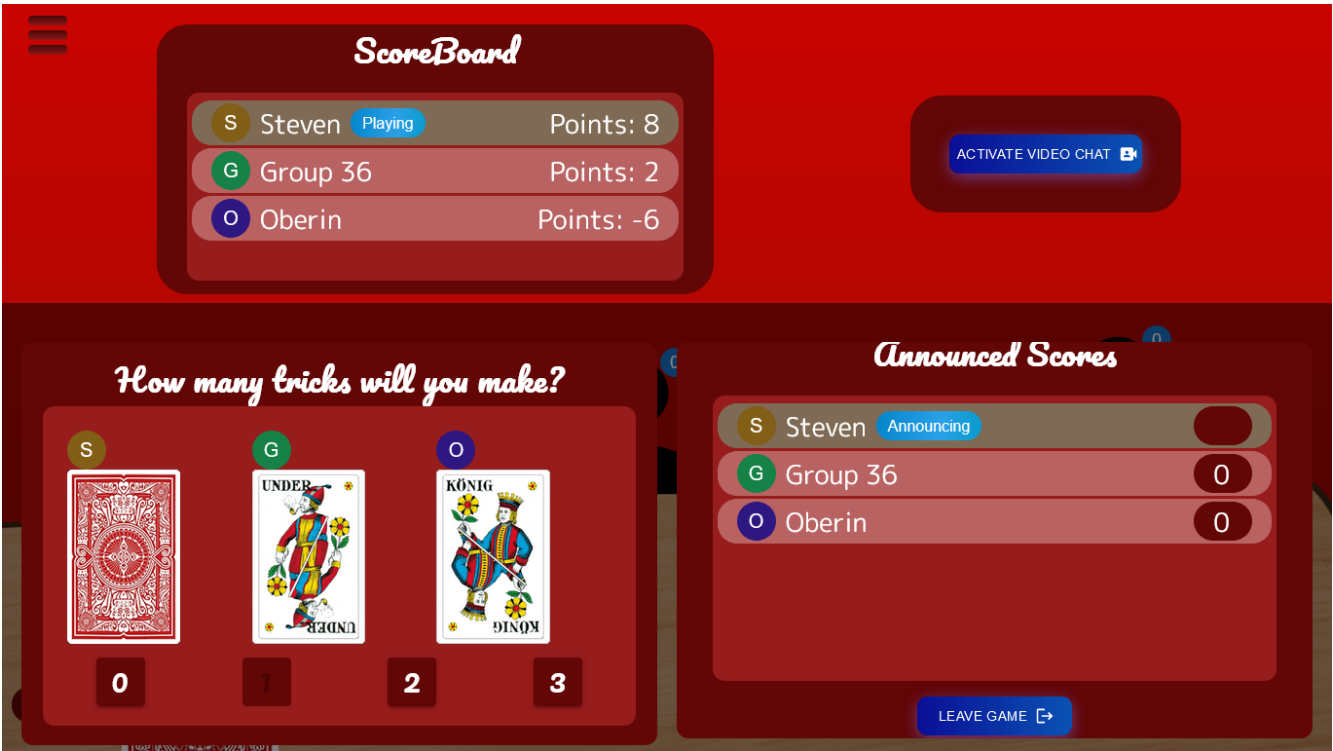 ScoreBoard
S Steven Playing Points: 8
G Group 36 Points: 2
O Oberin Points: -6
ACTIVATE VIDEO CHAT
How many tricks will you make?
S G O
UNDER KÖNIG
UNDER KÖNIG
0 1 2 3
0
0
Announced Scores
S Steven Announcing
G Group 36 0
O Oberin 0
LEAVE GAME